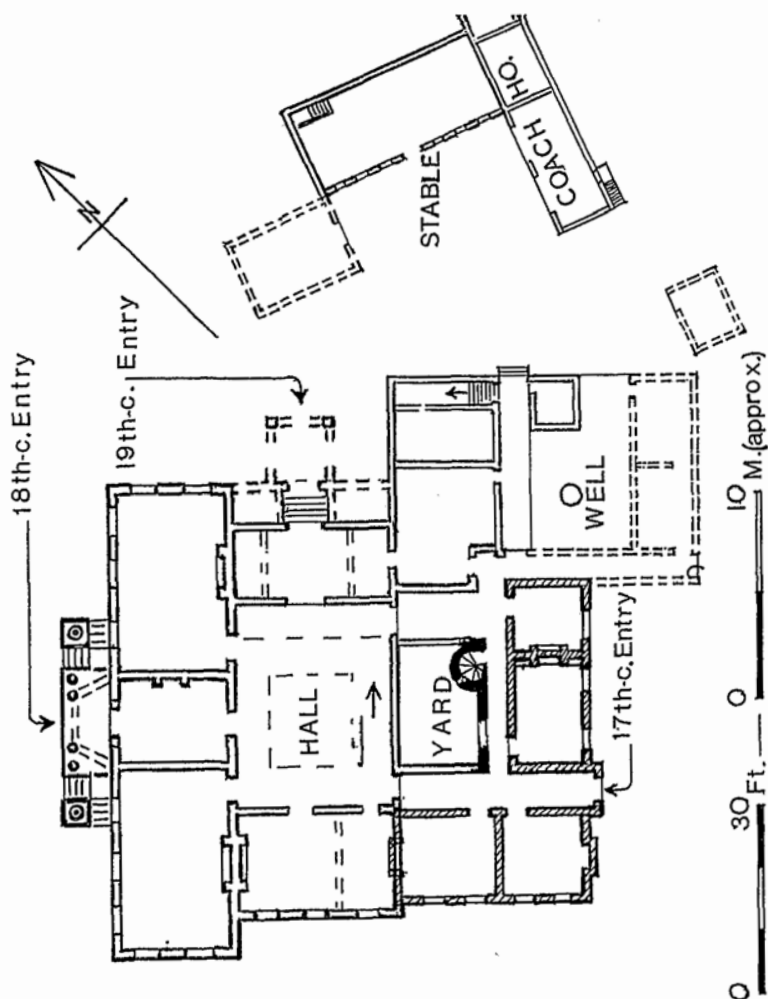 HO.
COACH
STABLE
N
18th-c. Entry
19th-c. Entry
WELL
HALL
YARD
17th-c. Entry
0 30 Ft. 0 10 M. (approx.)